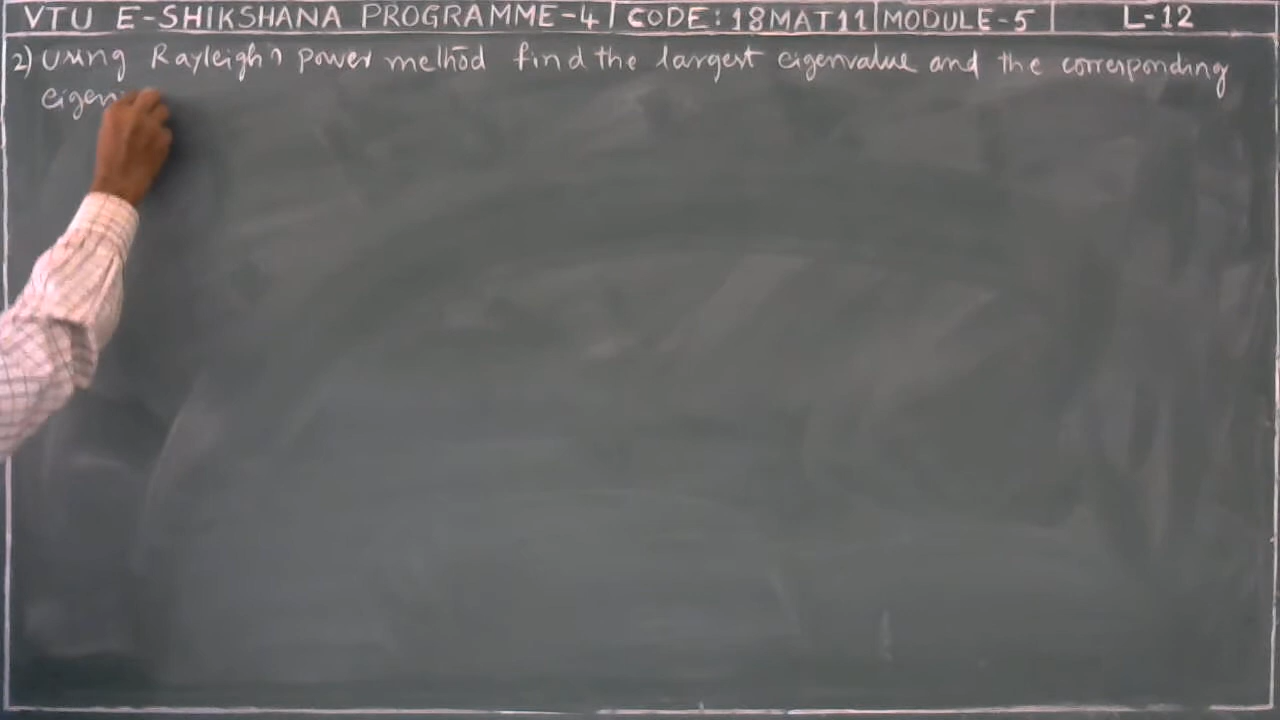 VTU E-SHIKSHANA PROGRAMME-4 | CODE: 18MAT11 | MODULE-5 | L-12
2) Using Rayleigh's power method find the largest eigenvalue and the corresponding
eigen